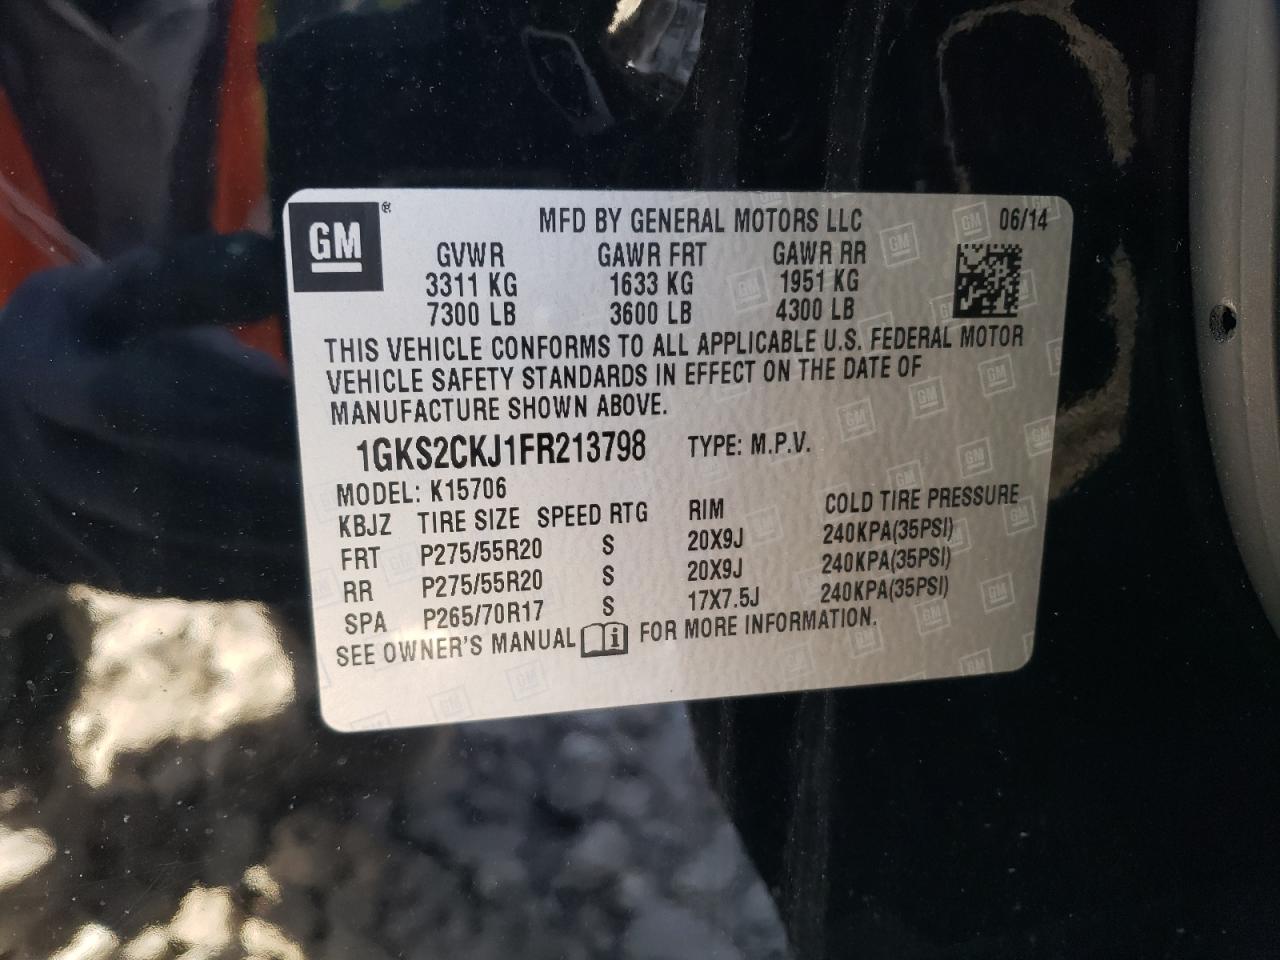 GM ® MFD BY GENERAL MOTORS LLC 06/14
GVWR GAWR FRT GAWR RR
3311 KG 1633 KG 1951 KG
7300 LB 3600 LB 4300 LB
THIS VEHICLE CONFORMS TO ALL APPLICABLE U.S. FEDERAL MOTOR
VEHICLE SAFETY STANDARDS IN EFFECT ON THE DATE OF
MANUFACTURE SHOWN ABOVE.
1GKS2CKJ1FR213798 TYPE: M.P.V.
MODEL: K15706
KBJZ TIRE SIZE SPEED RTG RIM COLD TIRE PRESSURE
FRT P275/55R20 S 20X9J 240KPA(35PSI)
RR P275/55R20 S 20X9J 240KPA(35PSI)
SPA P265/70R17 S 17X7.5J 240KPA(35PSI)
SEE OWNER'S MANUAL i FOR MORE INFORMATION.